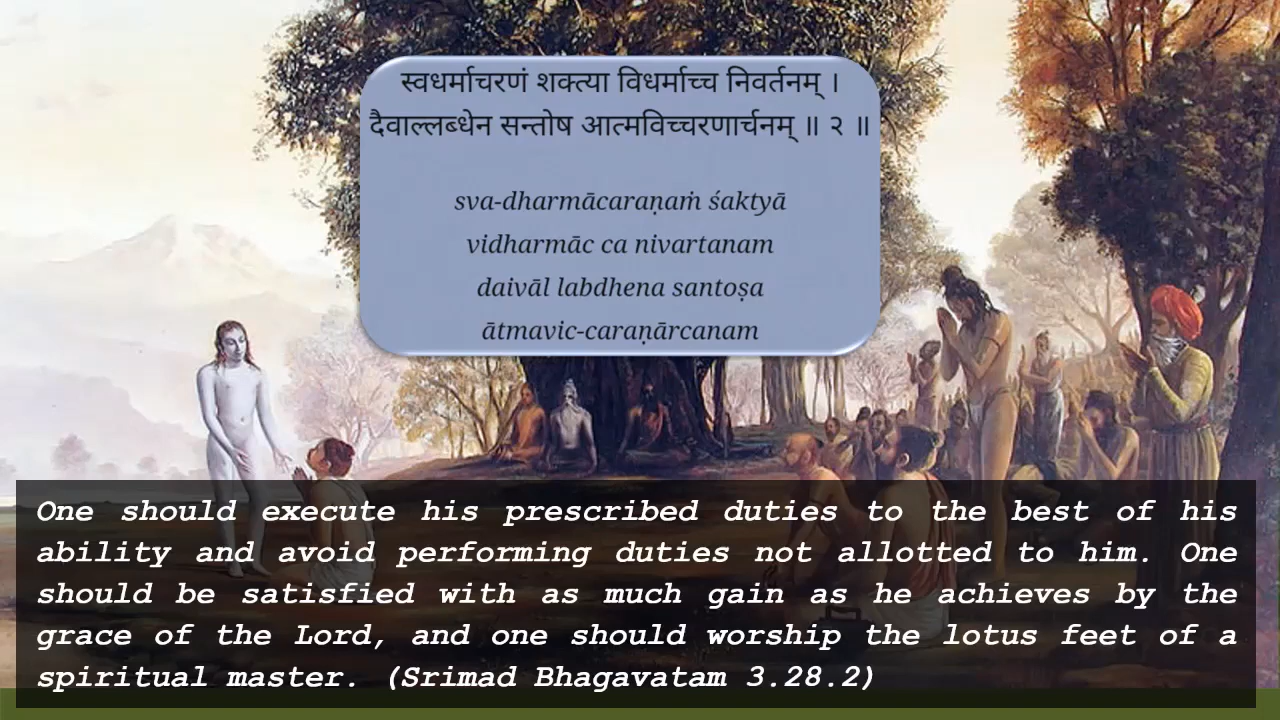 स्वधर्माचरणं शक्त्या विधर्माच्च निवर्तनम् ।
दैवाल्लब्धेन सन्तोष आत्मविच्चरणार्चनम् ॥ २ ॥
sva-dharmācaraṇaṁ śaktyā
vidharmāc ca nivartanam
daivāl labdhena santoṣa
ātmavic-caraṇārcanam
One should execute his prescribed duties to the best of his
ability and avoid performing duties not allotted to him. One
should be satisfied with as much gain as he achieves by the
grace of the Lord, and one should worship the lotus feet of a
spiritual master. (Srimad Bhagavatam 3.28.2)